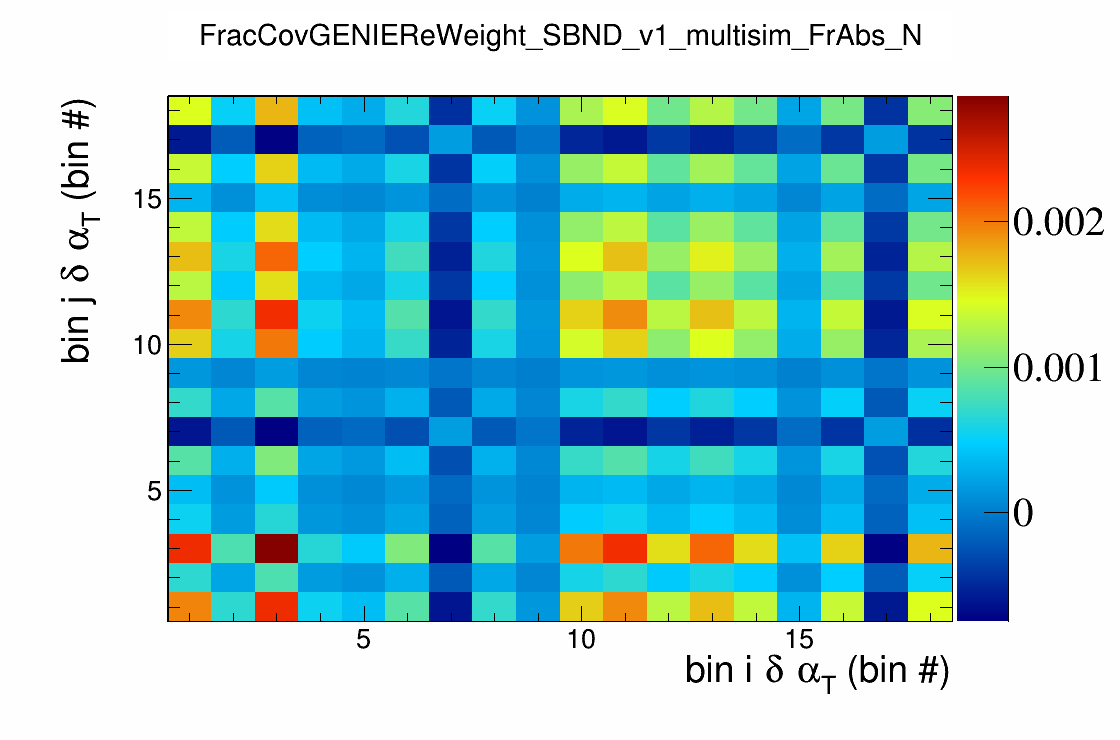 FracCovGENIEReWeight_SBND_v1_multisim_FrAbs_N
bin j δ α_T (bin #)
15
10
5
0.002
0.001
0
5 10 15
bin i δ α_T (bin #)